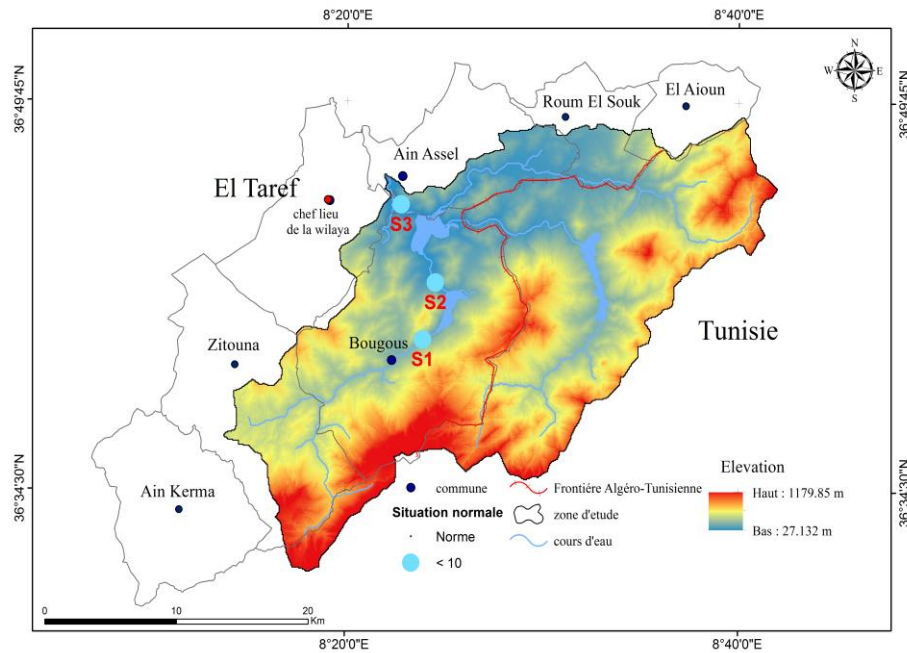 8°20'0"E
8°40'0"E
36°49'45"N
36°49'45"N
N
W
E
S
El Aioun
Roum El Souk
Ain Assel
El Taref
chef lieu
de la wilaya
S3
S2
Tunisie
Zitouna
Bougous
S1
36°34'30"N
36°34'30"N
Ain Kerma
Elevation
Haut : 1179.85 m
Bas : 27.132 m
commune
Situation normale
Norme
< 10
Frontiére Algéro-Tunisienne
zone d'etude
cours d'eau
0
10
20
Km
8°20'0"E
8°40'0"E